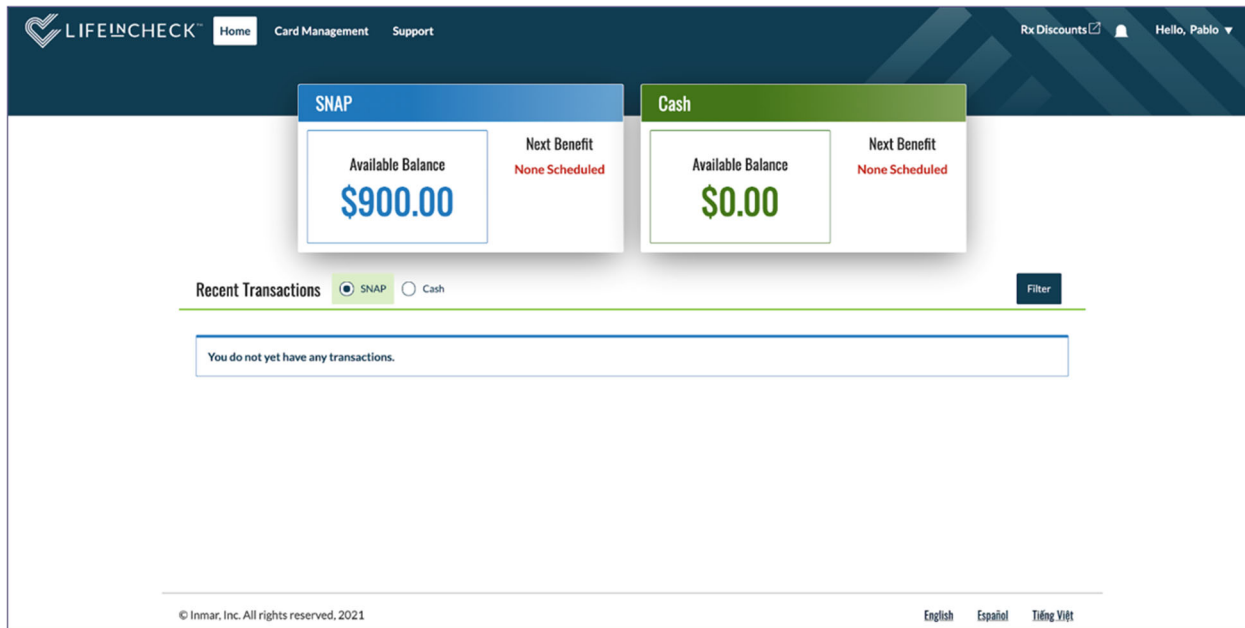 LIFEINCHECK™ Home Card Management Support Rx Discounts Hello, Pablo
SNAP
Available Balance
$900.00
Next Benefit
None Scheduled
Cash
Available Balance
$0.00
Next Benefit
None Scheduled
Recent Transactions SNAP Cash Filter
You do not yet have any transactions.
© Inmar, Inc. All rights reserved, 2021 English Español Tiếng Việt